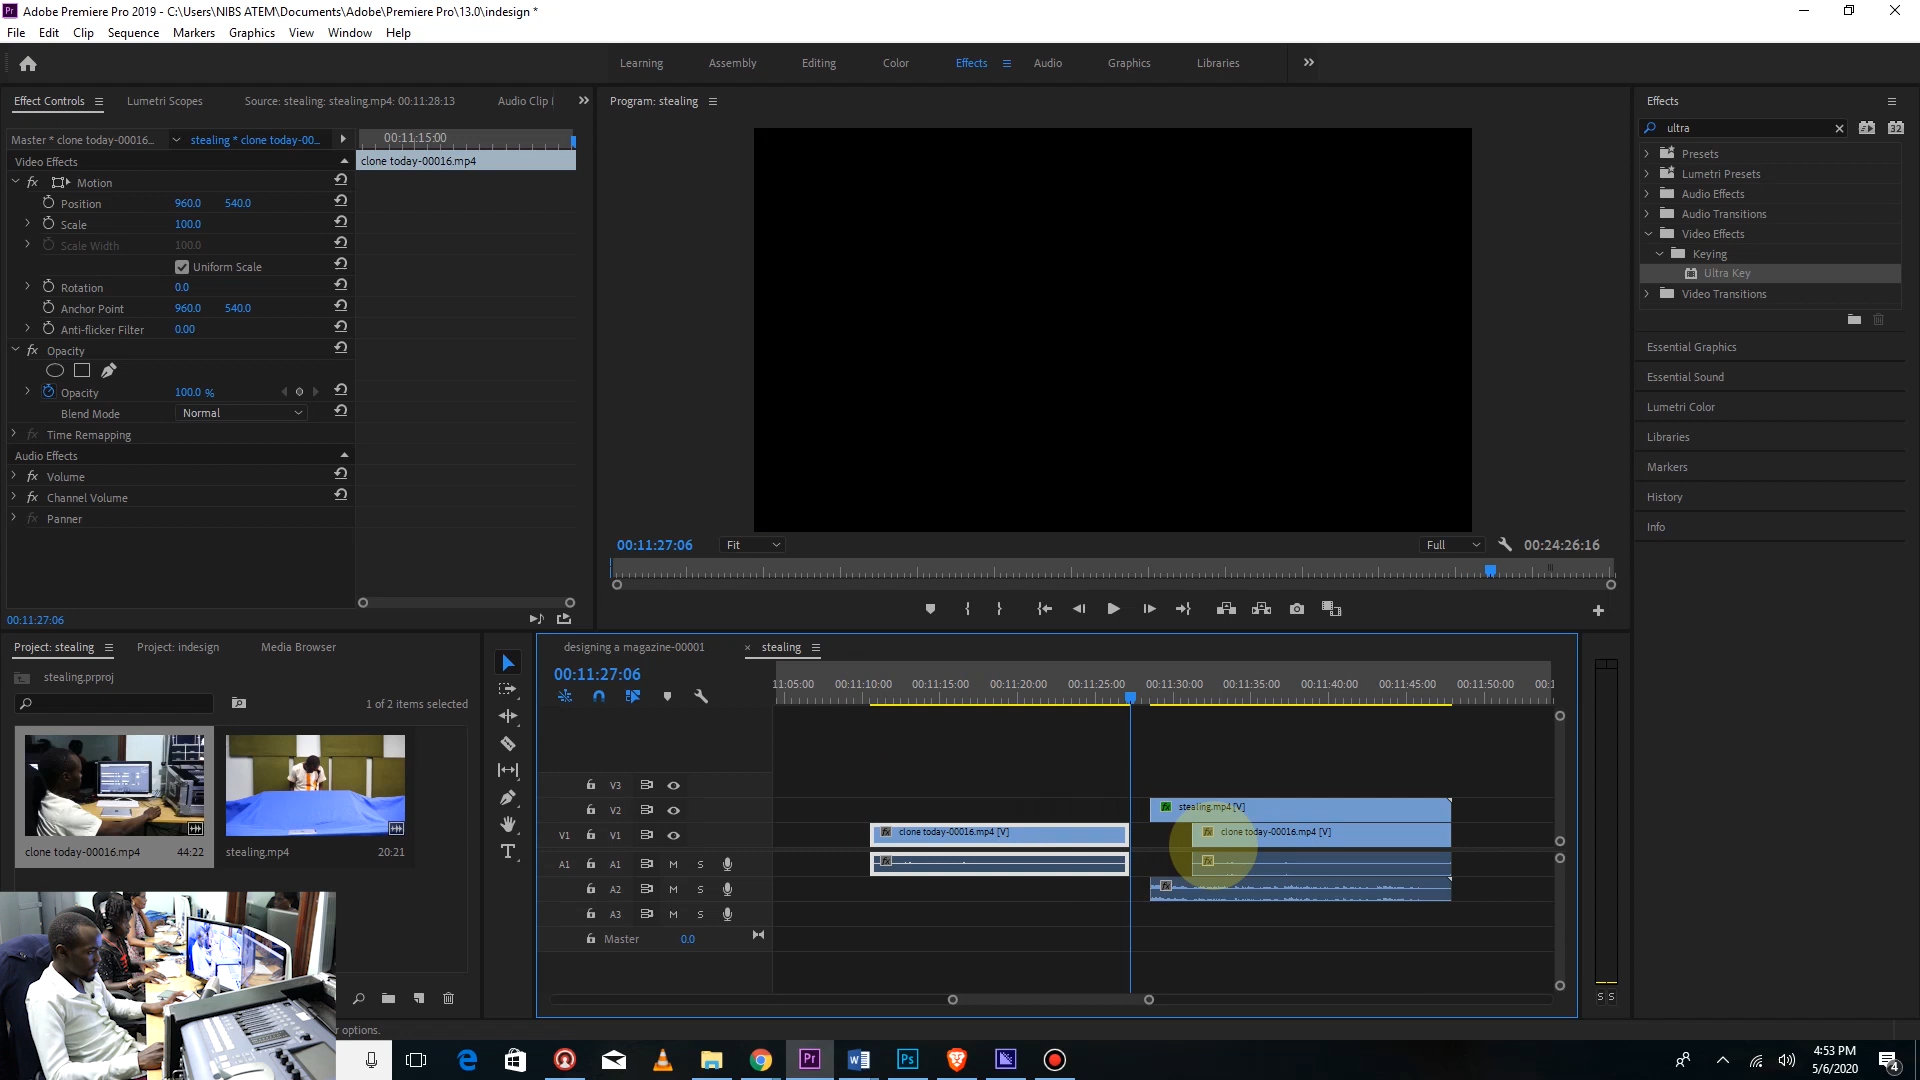 Adobe Premiere Pro 2019 - C:\Users\NIBS ATEM\Documents\Adobe\Premiere Pro\13.0\indesign *
File Edit Clip Sequence Markers Graphics View Window Help
Learning Assembly Editing Color Effects Audio Graphics Libraries
Effect Controls Lumetri Scopes Source: stealing: stealing.mp4: 00:11:28:13 Audio Clip
Program: stealing
Effects
Master * clone today-00016... stealing * clone today-00... 00:11:15:00
ultra
Video Effects clone today-00016.mp4
Motion
Position 960.0 540.0
Scale 100.0
Scale Width 100.0
Uniform Scale
Rotation 0.0
Anchor Point 960.0 540.0
Anti-flicker Filter 0.00
Opacity
Opacity 100.0 %
Blend Mode Normal
Time Remapping
Audio Effects
Volume
Channel Volume
Panner
00:11:27:06
00:11:27:06 Fit Full 00:24:26:16
Presets
Lumetri Presets
Audio Effects
Audio Transitions
Video Effects
Keying
Ultra Key
Video Transitions
Essential Graphics
Essential Sound
Lumetri Color
Libraries
Markers
History
Info
Project: stealing Project: indesign Media Browser
stealing.prproj
1 of 2 items selected
clone today-00016.mp4 44:22 stealing.mp4 20:21
designing a magazine-00001 × stealing
00:11:27:06
11:05:00 00:11:10:00 00:11:15:00 00:11:20:00 00:11:25:00 00:11:30:00 00:11:35:00 00:11:40:00 00:11:45:00 00:11:50:00 00:1
V3
V2 stealing.mp4 [V]
V1 V1 clone today-00016.mp4 [V] clone today-00016.mp4 [V]
A1 A1 M S
A2 M S
A3 M S
Master 0.0
S S
r options.
4:53 PM
5/6/2020
4